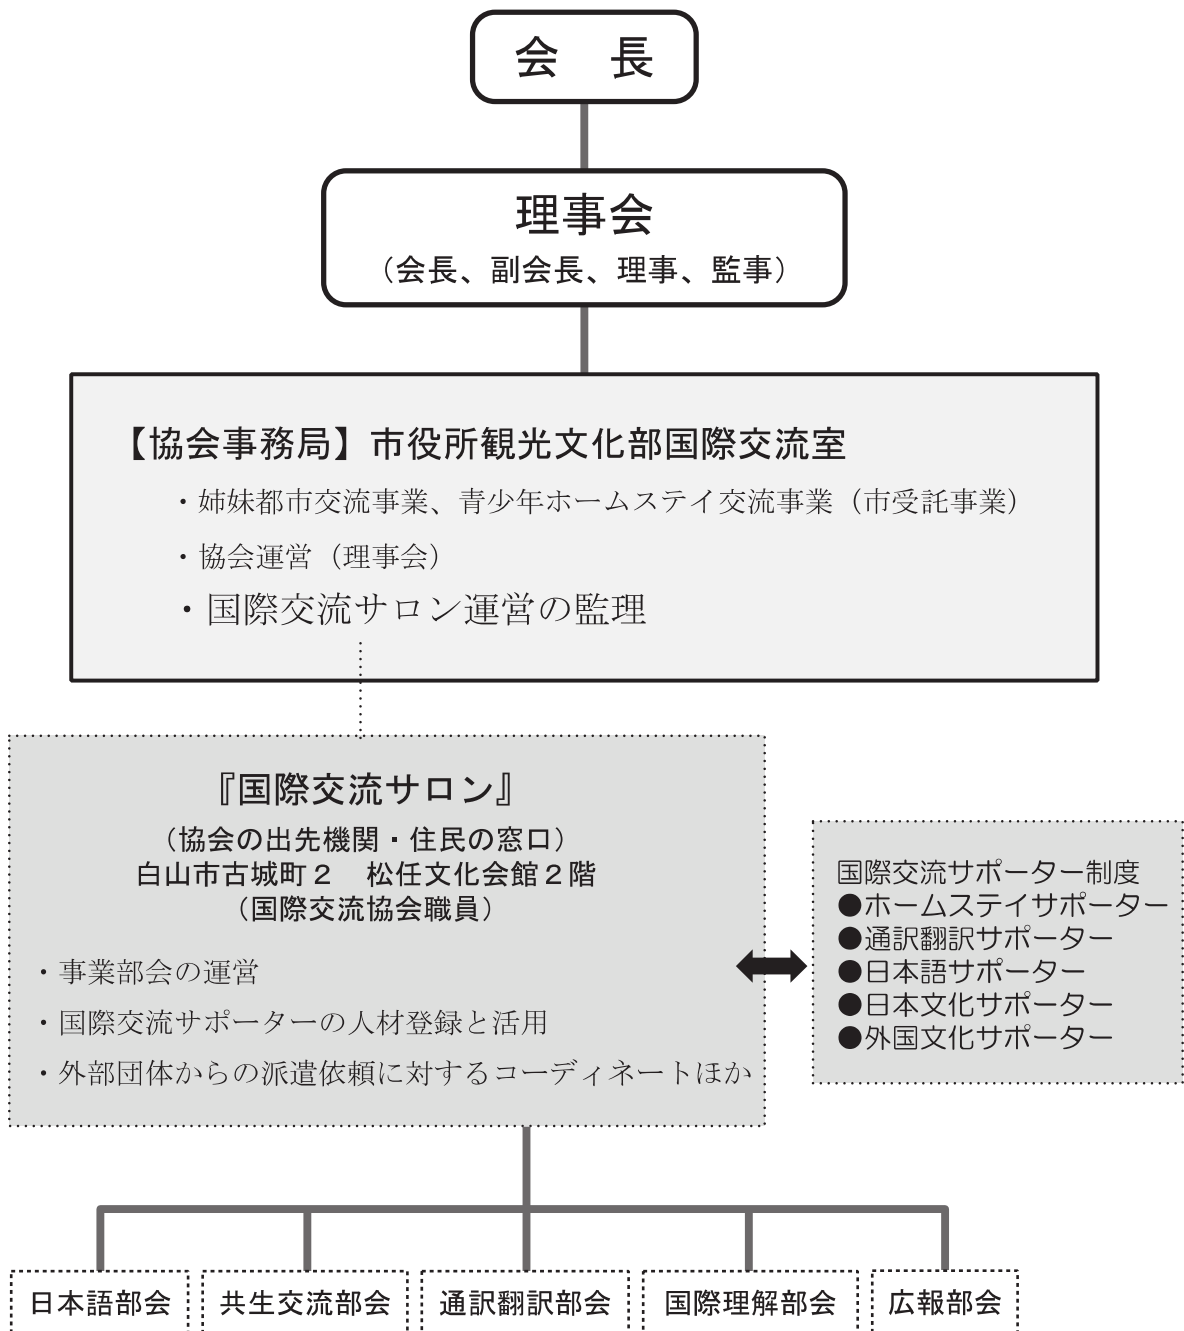 会　長
理事会
（会長、副会長、理事、監事）
【協会事務局】市役所観光文化部国際交流室
・姉妹都市交流事業、青少年ホームステイ交流事業（市受託事業）
・協会運営（理事会）
・国際交流サロン運営の監理
『国際交流サロン』
（協会の出先機関・住民の窓口）
白山市古城町２　松任文化会館２階
（国際交流協会職員）
・事業部会の運営
・国際交流サポーターの人材登録と活用
・外部団体からの派遣依頼に対するコーディネートほか
国際交流サポーター制度
●ホームステイサポーター
●通訳翻訳サポーター
●日本語サポーター
●日本文化サポーター
●外国文化サポーター
日本語部会
共生交流部会
通訳翻訳部会
国際理解部会
広報部会